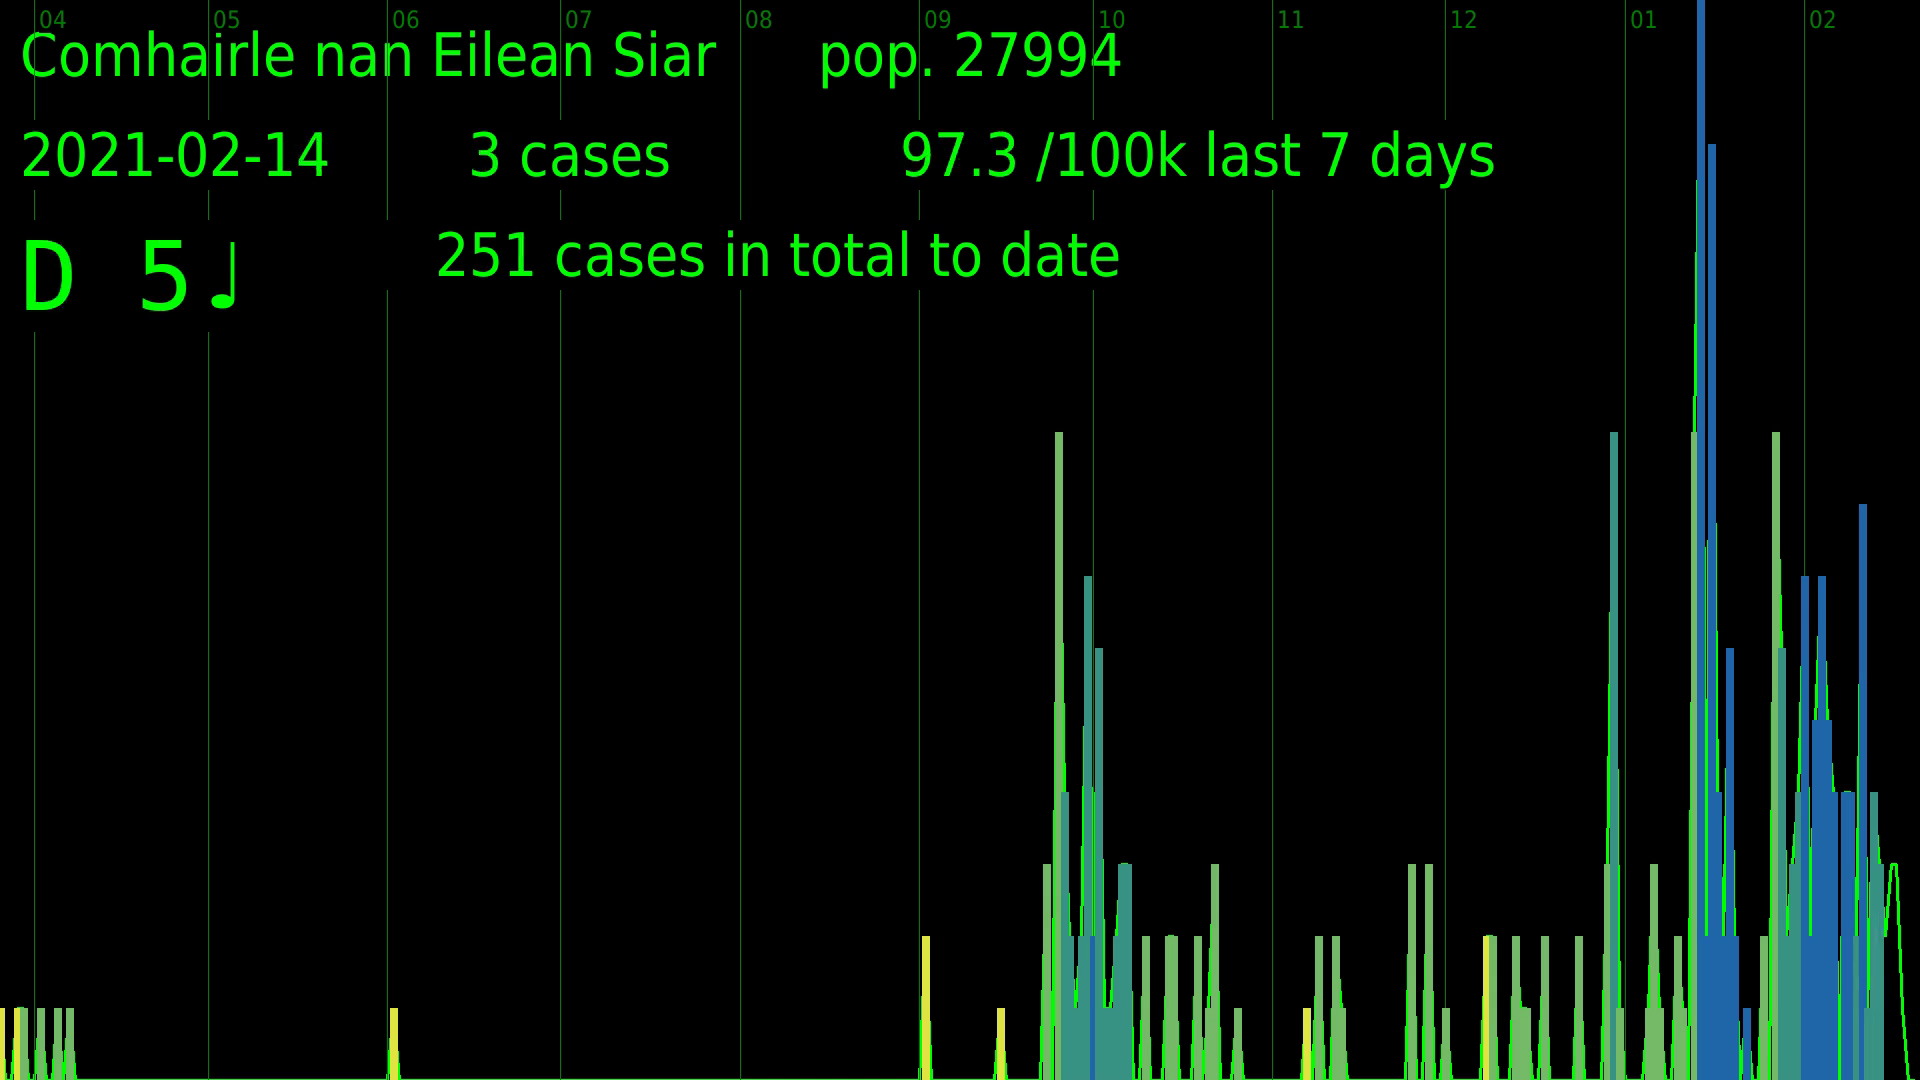 04 05 06 07 08 09 10 11 12 01 02
Comhairle nan Eilean Siar pop. 27994
2021-02-14 3 cases 97.3 /100k last 7 days
D 5♩ 251 cases in total to date